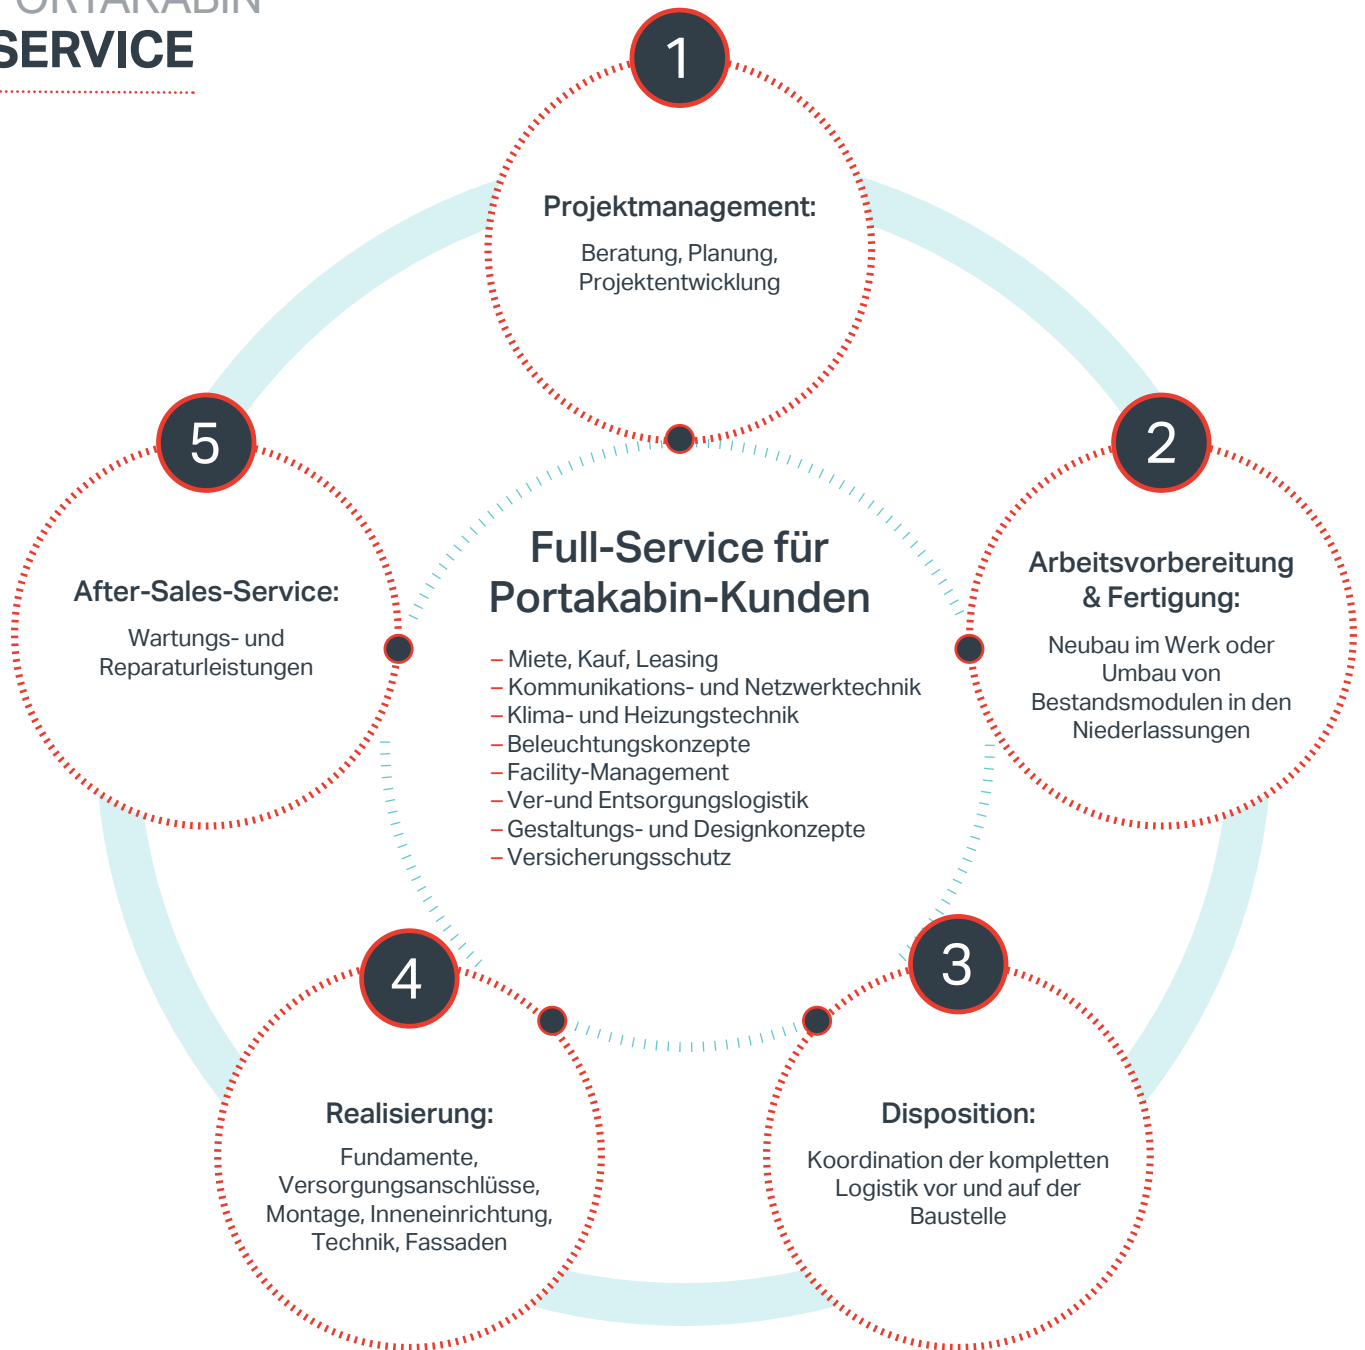 ORTAKABIN
SERVICE
1
Projektmanagement:
Beratung, Planung,
Projektentwicklung
2
Arbeitsvorbereitung
& Fertigung:
Neubau im Werk oder
Umbau von
Bestandsmodulen in den
Niederlassungen
3
Disposition:
Koordination der kompletten
Logistik vor und auf der
Baustelle
4
Realisierung:
Fundamente,
Versorgungsanschlüsse,
Montage, Inneneinrichtung,
Technik, Fassaden
5
After-Sales-Service:
Wartungs- und
Reparaturleistungen
Full-Service für
Portakabin-Kunden
– Miete, Kauf, Leasing
– Kommunikations- und Netzwerktechnik
– Klima- und Heizungstechnik
– Beleuchtungskonzepte
– Facility-Management
– Ver-und Entsorgungslogistik
– Gestaltungs- und Designkonzepte
– Versicherungsschutz